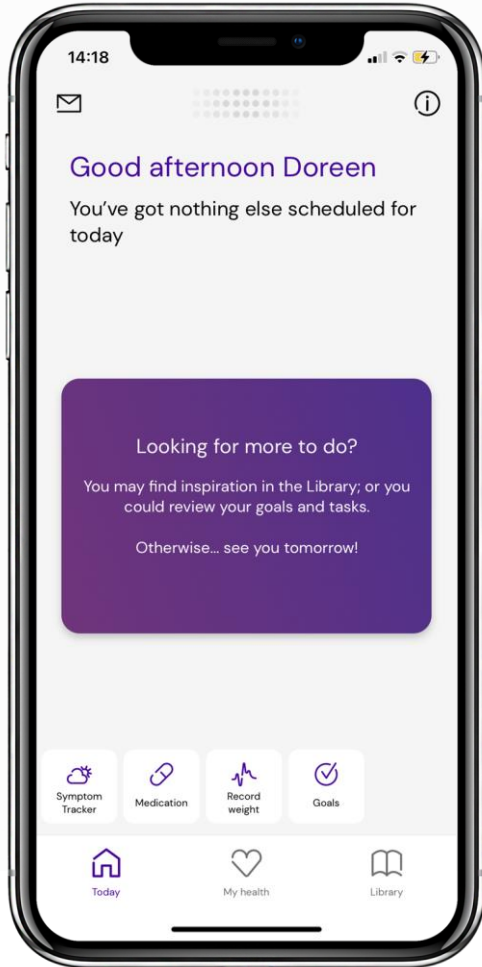 14:18
Good afternoon Doreen
You’ve got nothing else scheduled for
today
Looking for more to do?
You may find inspiration in the Library; or you
could review your goals and tasks.
Otherwise... see you tomorrow!
Symptom
Tracker
Medication
Record
weight
Goals
Today
My health
Library